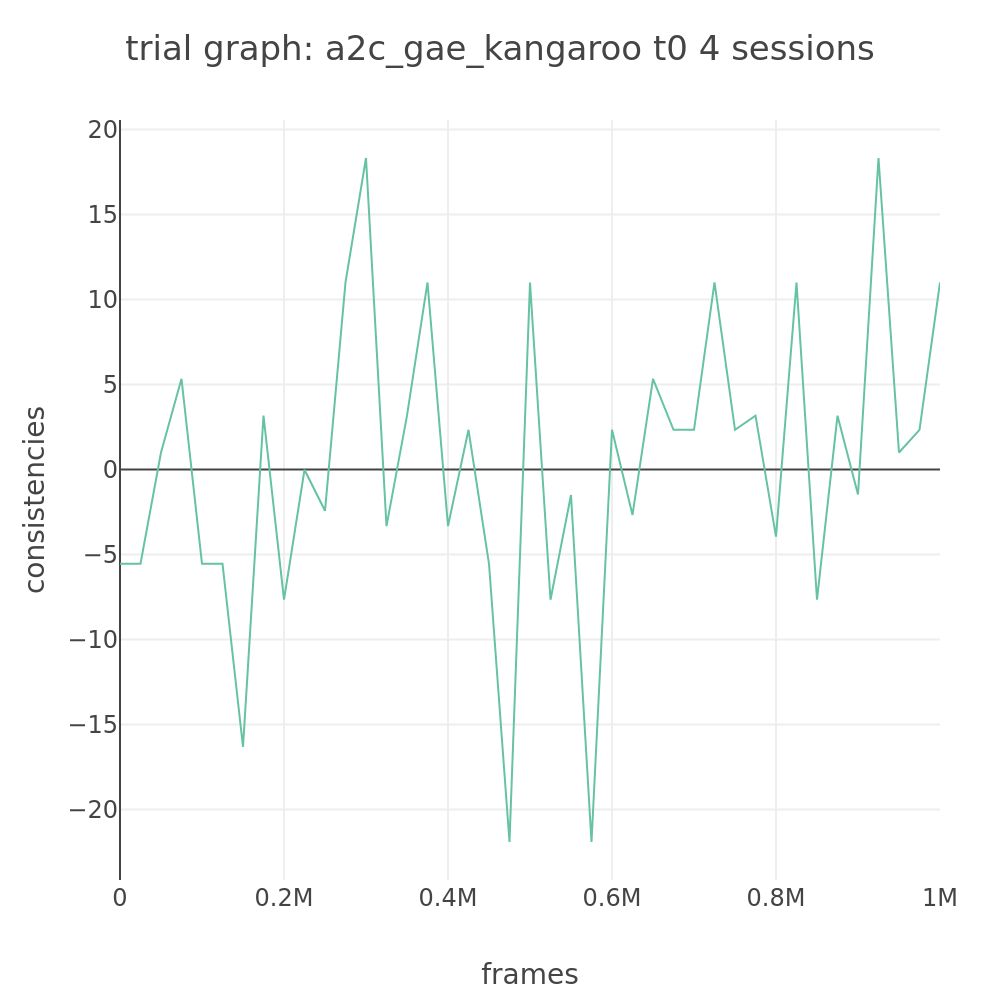 trial graph: a2c_gae_kangaroo t0 4 sessions
20
15
10
5
0
−5
−10
−15
−20
consistencies
0
0.2M
0.4M
0.6M
0.8M
1M
frames